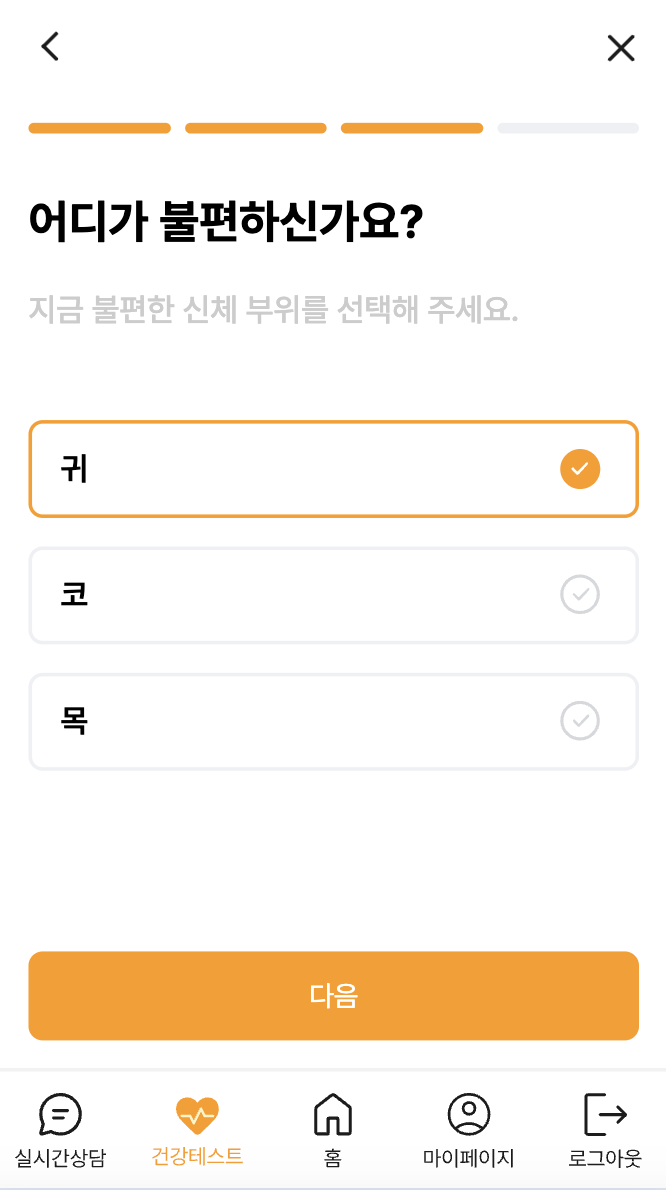 어디가 불편하신가요?
지금 불편한 신체 부위를 선택해 주세요.
귀
코
목
다음
실시간상담
건강테스트
홈
마이페이지
로그아웃